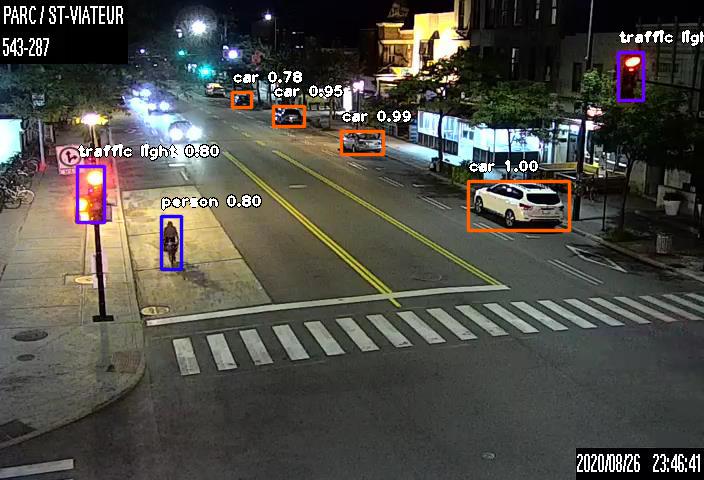 PARC / ST-VIATEUR
543-287
car 0.78
car 0.95
car 0.99
car 1.00
traffic ligh
traffic light 0.80
person 0.80
2020/08/26 23:46:41